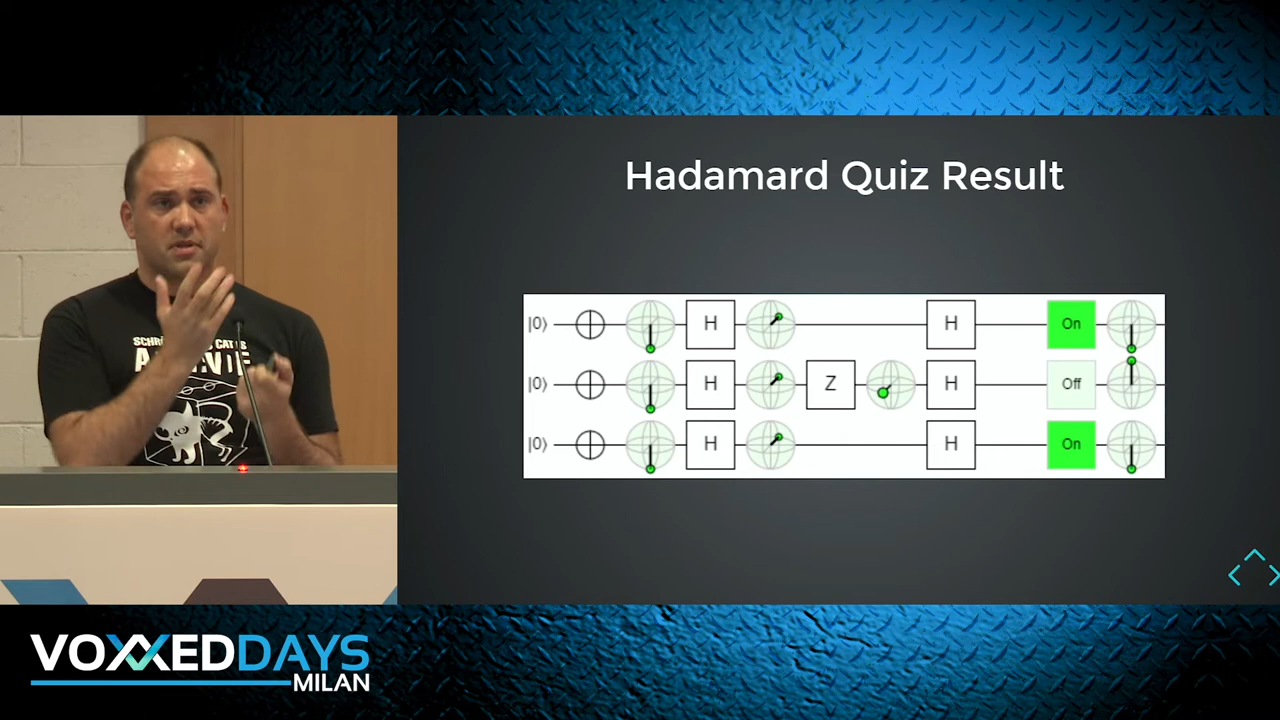 Hadamard Quiz Result
|0⟩ H H On
|0⟩ H Z H Off
|0⟩ H H On
VOXXEDDAYS
MILAN